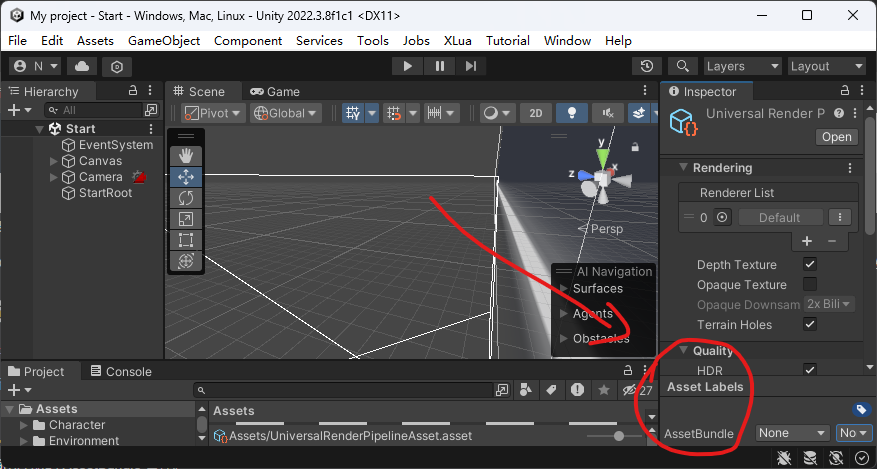 My project - Start - Windows, Mac, Linux - Unity 2022.3.8f1c1 <DX11>
File Edit Assets GameObject Component Services Tools Jobs XLua Tutorial Window Help
N Layers Layout
Hierarchy
All
Start
EventSystem
Canvas
Camera
StartRoot
Scene Game
Pivot Global 2D
y
x
z
Persp
AI Navigation
Surfaces
Agents
Obstacles
Inspector
Universal Render P
Open
Rendering
Renderer List
0 Default
Depth Texture
Opaque Texture
Opaque Downsam 2x Bili
Terrain Holes
Quality
HDR
Asset Labels
AssetBundle None No
Project Console
27
Assets
Character
Environment
Assets
Assets/UniversalRenderPipelineAsset.asset